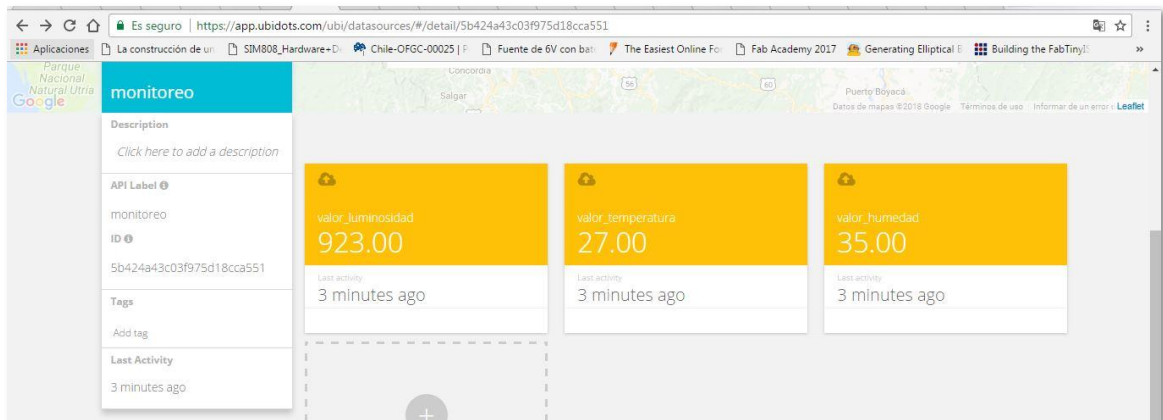 Es seguro | https://app.ubidots.com/ubi/datasources/#/detail/5b424a43c03f975d18cca551
Aplicaciones La construcción de un SIM808_Hardware+D Chile-OFGC-00025 | P Fuente de 6V con bat The Easiest Online Fo Fab Academy 2017 Generating Elliptical E Building the FabTinyIS »
Parque
Nacional
Natural Utria
Google
Concordia
Salgar
56
60
Puerto Boyacá
Datos de mapas ©2018 Google Términos de uso Informar de un error Leaflet
monitoreo
Description
Click here to add a description
API Label
monitoreo
ID
5b424a43c03f975d18cca551
Tags
Add tag
Last Activity
3 minutes ago
valor_luminosidad
923.00
Last activity
3 minutes ago
valor_temperatura
27.00
Last activity
3 minutes ago
valor_humedad
35.00
Last activity
3 minutes ago